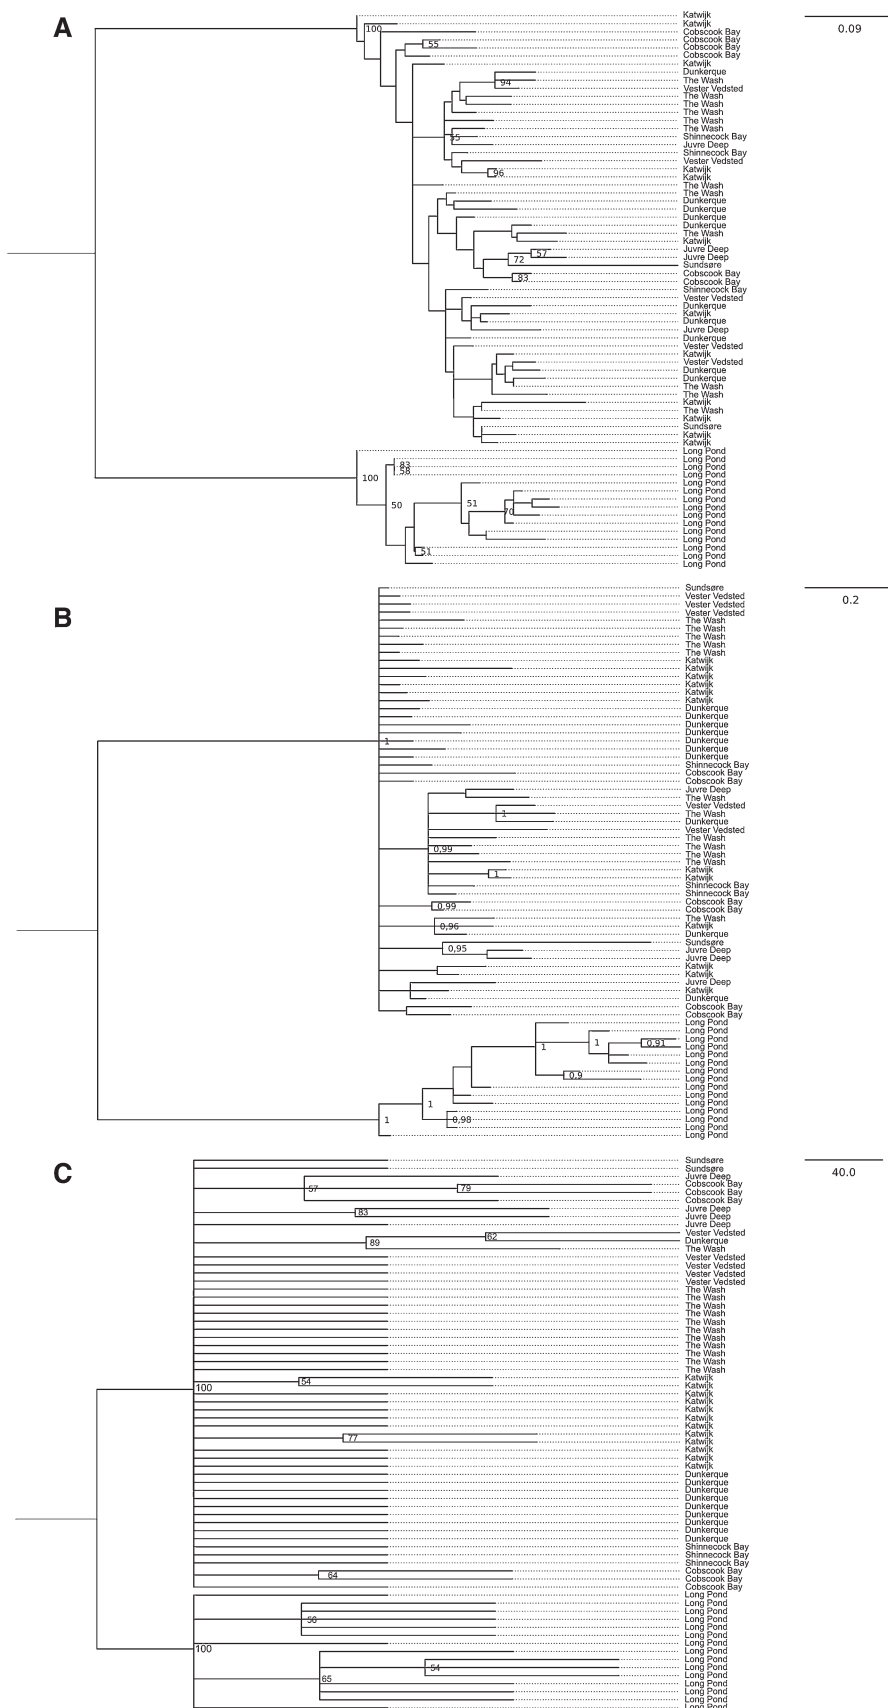 A
Katwijk
0.09
100 Katwijk
Cobscook Bay
Cobscook Bay
55 Cobscook Bay
Cobscook Bay
Katwijk
Dunkerque
94 The Wash
Vester Vedsted
The Wash
The Wash
The Wash
The Wash
The Wash
55 Shinnecock Bay
Juvre Deep
Shinnecock Bay
Vester Vedsted
Katwijk
96 Katwijk
The Wash
The Wash
Dunkerque
Dunkerque
Dunkerque
Dunkerque
The Wash
Katwijk
Juvre Deep
72 57 Juvre Deep
Sundsøre
Cobscook Bay
83 Cobscook Bay
Shinnecock Bay
Vester Vedsted
Dunkerque
Katwijk
Dunkerque
Juvre Deep
Dunkerque
Vester Vedsted
Katwijk
Vester Vedsted
Dunkerque
Dunkerque
The Wash
The Wash
Katwijk
The Wash
Katwijk
Sundsøre
Katwijk
Katwijk
Long Pond
Long Pond
83 Long Pond
58 Long Pond
100 Long Pond
Long Pond
Long Pond
50 51 Long Pond
70 Long Pond
Long Pond
Long Pond
Long Pond
Long Pond
51 Long Pond
Long Pond
B
Sundsøre
0.2
Vester Vedsted
Vester Vedsted
Vester Vedsted
The Wash
The Wash
The Wash
The Wash
The Wash
Katwijk
Katwijk
Katwijk
Katwijk
Katwijk
Katwijk
Dunkerque
Dunkerque
Dunkerque
Dunkerque
1 Dunkerque
Dunkerque
Dunkerque
Shinnecock Bay
Cobscook Bay
Cobscook Bay
Juvre Deep
The Wash
Vester Vedsted
1 The Wash
Dunkerque
Vester Vedsted
The Wash
0,99 The Wash
The Wash
The Wash
Katwijk
1 Katwijk
Shinnecock Bay
Shinnecock Bay
Cobscook Bay
0,99 Cobscook Bay
The Wash
0,96 Katwijk
Dunkerque
Sundsøre
0,95 Juvre Deep
Juvre Deep
Katwijk
Katwijk
Juvre Deep
Katwijk
Dunkerque
Cobscook Bay
Cobscook Bay
Long Pond
Long Pond
Long Pond
1 1 0,91 Long Pond
Long Pond
Long Pond
Long Pond
0,9 Long Pond
Long Pond
Long Pond
1 Long Pond
Long Pond
1 0,98 Long Pond
Long Pond
Long Pond
C
Sundsøre
40.0
Sundsøre
Juvre Deep
Cobscook Bay
57 79 Cobscook Bay
Cobscook Bay
Juvre Deep
83 Juvre Deep
Juvre Deep
Vester Vedsted
89 62 Dunkerque
The Wash
Vester Vedsted
Vester Vedsted
Vester Vedsted
Vester Vedsted
The Wash
The Wash
The Wash
The Wash
The Wash
The Wash
The Wash
The Wash
The Wash
The Wash
The Wash
Katwijk
100 54 Katwijk
Katwijk
Katwijk
Katwijk
Katwijk
Katwijk
Katwijk
77 Katwijk
Katwijk
Katwijk
Katwijk
Dunkerque
Dunkerque
Dunkerque
Dunkerque
Dunkerque
Dunkerque
Dunkerque
Dunkerque
Dunkerque
Shinnecock Bay
Shinnecock Bay
Shinnecock Bay
Cobscook Bay
64 Cobscook Bay
Cobscook Bay
Long Pond
Long Pond
Long Pond
56 Long Pond
Long Pond
Long Pond
Long Pond
100 Long Pond
Long Pond
54 Long Pond
Long Pond
65 Long Pond
Long Pond
Long Pond
Long Pond